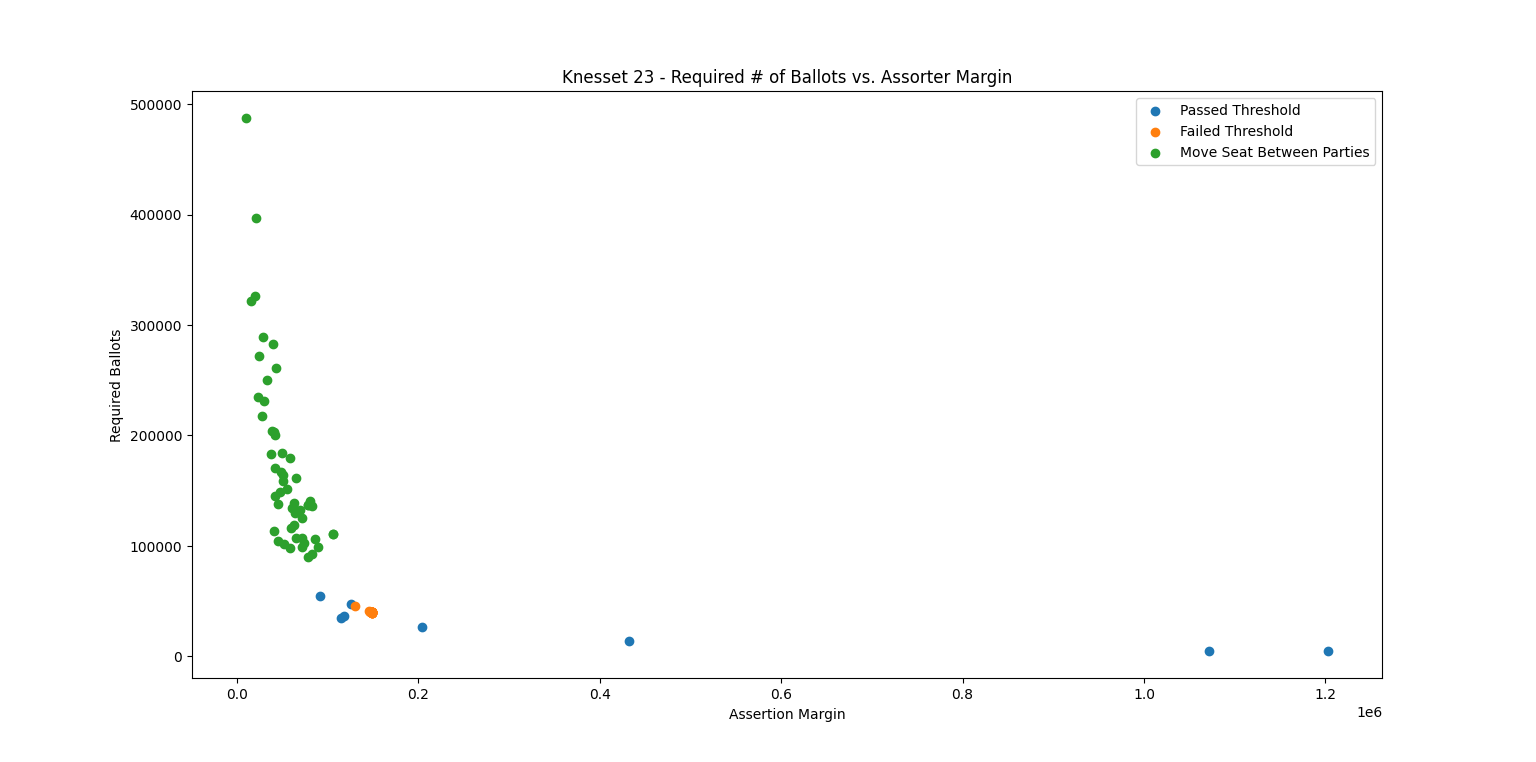 Knesset 23 - Required # of Ballots vs. Assorter Margin
Passed Threshold
Failed Threshold
Move Seat Between Parties
Required Ballots
500000
400000
300000
200000
100000
0
0.0 0.2 0.4 0.6 0.8 1.0 1.2
1e6
Assertion Margin